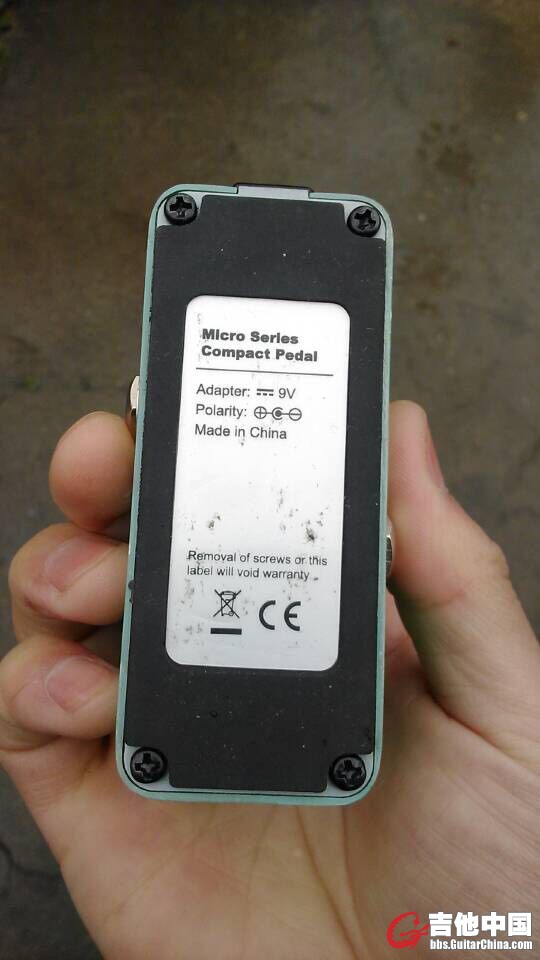 Micro Series
Compact Pedal
Adapter: ⎓ 9V
Polarity:
Made in China
Removal of screws or this
label will void warranty
CE
吉他中国
bbs.GuitarChina.com